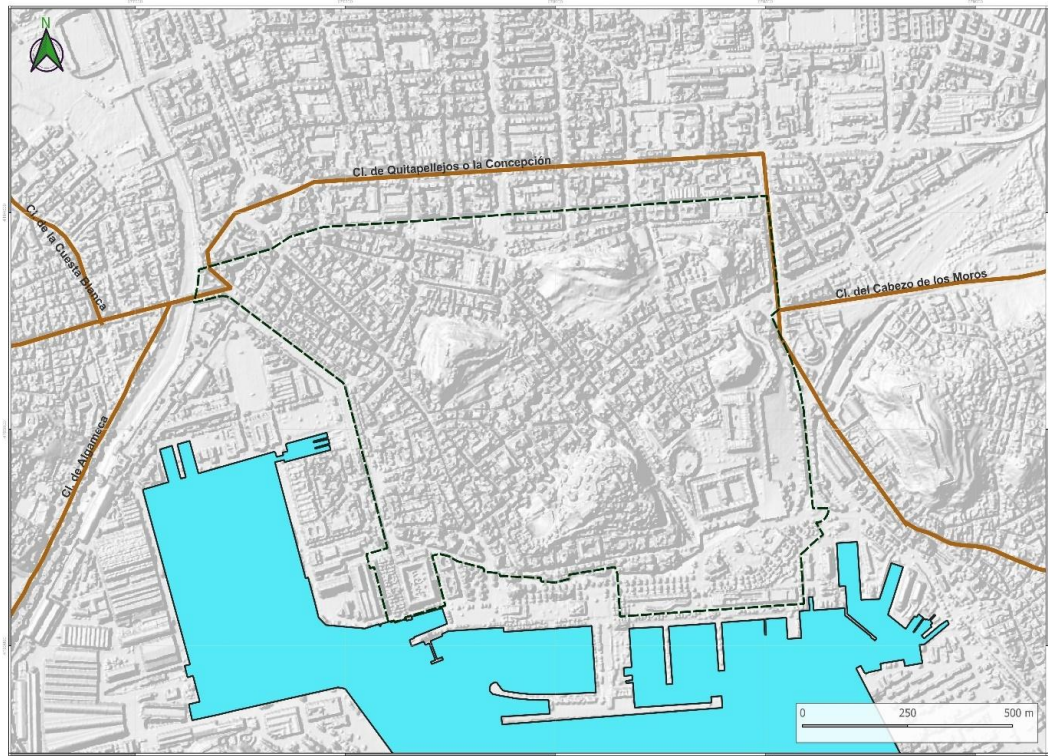 N
Cl. de Quitapellejos o la Concepción
Cl. de la Cuesta Blanca
Cl. del Cabezo de los Moros
Cl. de Algameca
0 250 500 m